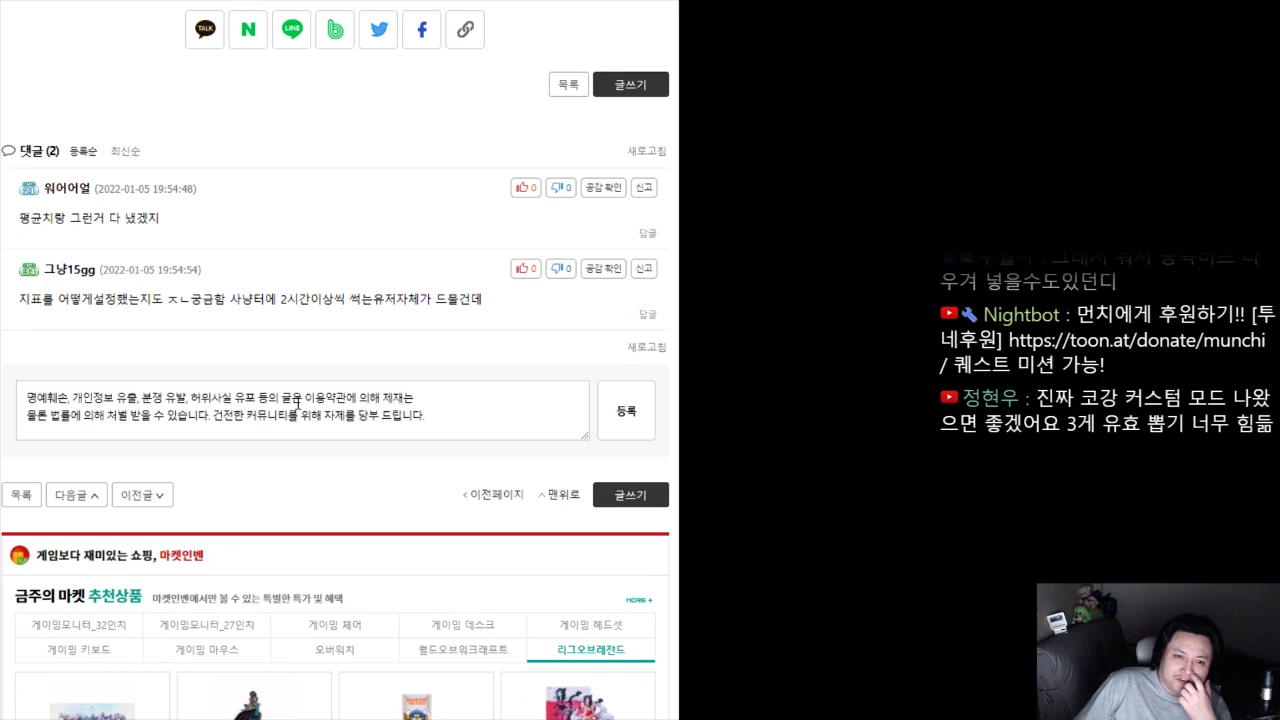 TALK
N
LINE
목록
글쓰기
댓글 (2) 등록순 최신순
새로고침
워어어얼 (2022-01-05 19:54:48)
0
0
공감 확인
신고
평균치랑 그런거 다 냈겠지
답글
그냥15gg (2022-01-05 19:54:54)
0
0
공감 확인
신고
지표를 어떻게설정했는지도 ㅈㄴ궁금함 사냥터에 2시간이상씩 썩는유저자체가 드물건데
답글
새로고침
명예훼손, 개인정보 유출, 분쟁 유발, 허위사실 유포 등의 글은 이용약관에 의해 제재는
물론 법률에 의해 처벌 받을 수 있습니다. 건전한 커뮤니티를 위해 자제를 당부 드립니다.
등록
목록
다음글
이전글
이전페이지
맨위로
글쓰기
게임보다 재미있는 쇼핑, 마켓인벤
금주의 마켓 추천상품 마켓인벤에서만 볼 수 있는 특별한 특가 및 혜택
MORE +
게이밍모니터_32인치
게이밍모니터_27인치
게이밍 체어
게이밍 데스크
게이밍 헤드셋
게이밍 키보드
게이밍 마우스
오버워치
월드오브워크래프트
리그오브레전드
우겨 넣을수도있던디
Nightbot : 먼치에게 후원하기!! [투
네후원] https://toon.at/donate/munchi
/ 퀘스트 미션 가능!
정현우 : 진짜 코강 커스텀 모드 나왔
으면 좋겠어요 3게 유효 뽑기 너무 힘듦